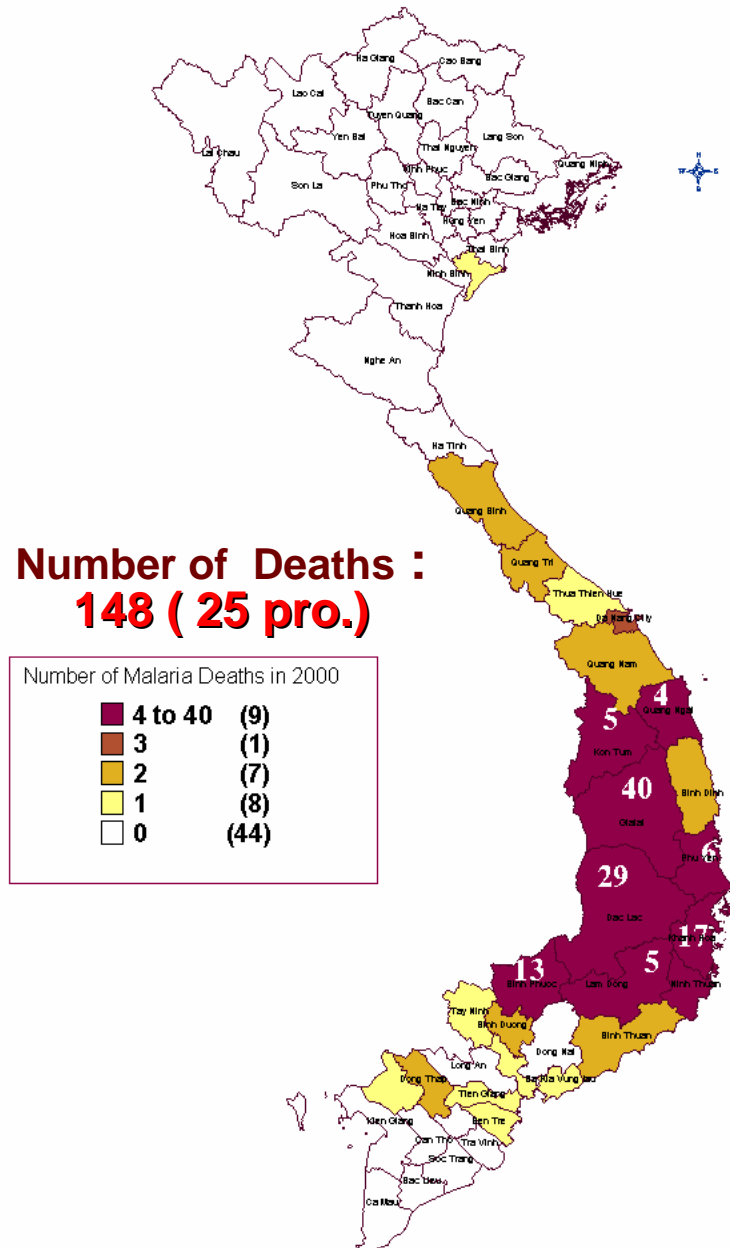 Ha Giang
Cao Bang
Lao Cai
Bac Can
Tuyen Quang
Yen Bai
Lang Son
Lai Chau
Thai Nguyen
Quang Ninh
Vinh Phuc
Bac Giang
Son La
Phu Tho
Bac Ninh
Ha Tay
Hung Yen
Hoa Binh
Thai Binh
Ninh Binh
Thanh Hoa
Nghe An
Ha Tinh
Quang Binh
Quang Tri
Number of Deaths :
148 ( 25 pro.)
Thua Thien Hue
Da Nang City
Quang Nam
Number of Malaria Deaths in 2000
4 to 40 (9)
3 (1)
2 (7)
1 (8)
0 (44)
4
Quang Ngai
5
Kon Tum
40
Gialai
Binh Dinh
6
Phu Yen
29
Dac Lac
17
Khanh Hoa
13
Binh Phuoc
5
Lam Dong
Ninh Thuan
Tay Ninh
Binh Duong
Binh Thuan
Dong Nai
Long An
Dong Thap
Ba Ria Vung tau
Tien Giang
Kien Giang
Ben Tre
Can Tho
Tra Vinh
Soc Trang
Bac Lieu
Ca Mau